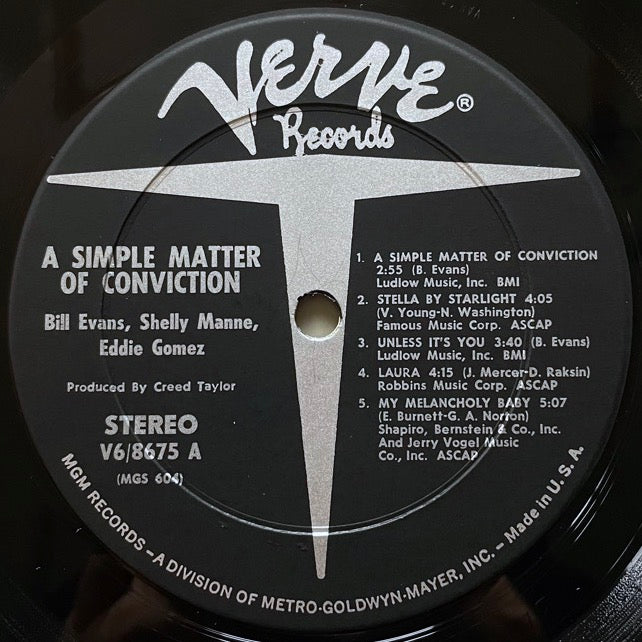 Verve®
Records
A SIMPLE MATTER
OF CONVICTION
Bill Evans, Shelly Manne,
Eddie Gomez
Produced By Creed Taylor
STEREO
V6/8675 A
(MGS 604)
1. A SIMPLE MATTER OF CONVICTION
2:55 (B. Evans)
Ludlow Music, Inc. BMI
2. STELLA BY STARLIGHT 4:05
(V. Young-N. Washington)
Famous Music Corp. ASCAP
3. UNLESS IT'S YOU 3:40 (B. Evans)
Ludlow Music, Inc. BMI
4. LAURA 4:15 (J. Mercer-D. Raksin)
Robbins Music Corp. ASCAP
5. MY MELANCHOLY BABY 5:07
(E. Burnett-G. A. Norton)
Shapiro, Bernstein & Co., Inc.
And Jerry Vogel Music
Co., Inc. ASCAP
MGM RECORDS – A DIVISION OF METRO-GOLDWYN-MAYER, INC. – Made in U.S.A.